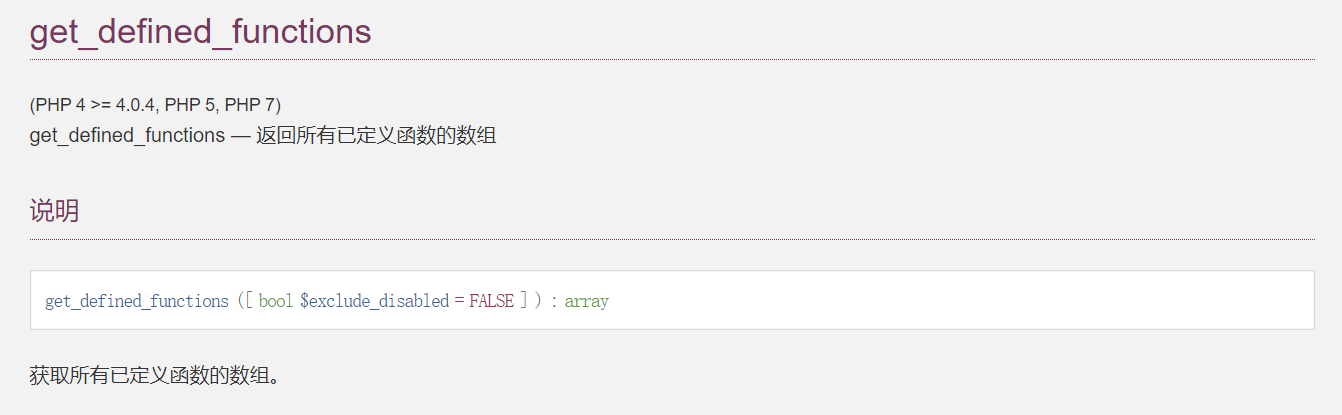 get_defined_functions
(PHP 4 >= 4.0.4, PHP 5, PHP 7)
get_defined_functions — 返回所有已定义函数的数组
说明
get_defined_functions ([ bool $exclude_disabled = FALSE ] ) : array
获取所有已定义函数的数组。